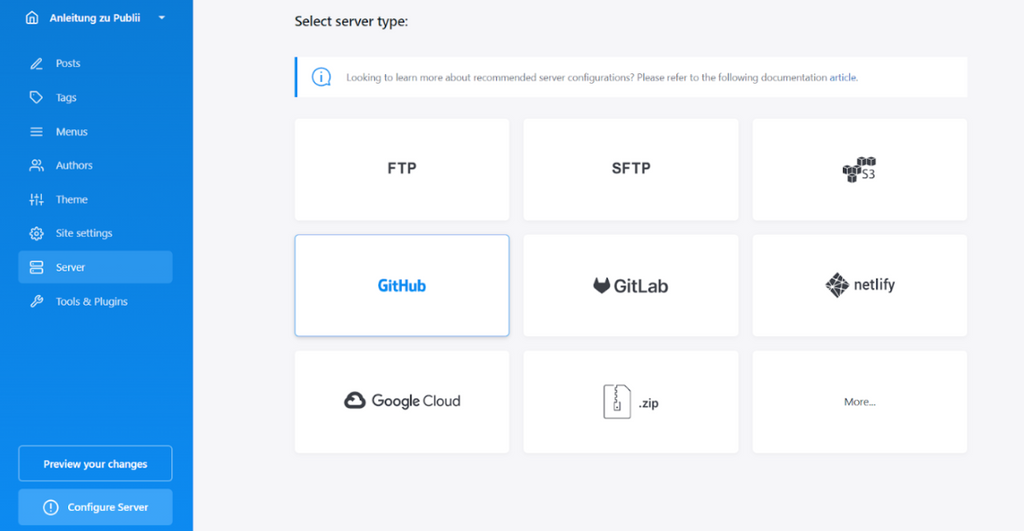 Anleitung zu Publii
Posts
Tags
Menus
Authors
Theme
Site settings
Server
Tools & Plugins
Preview your changes
Configure Server
Select server type:
Looking to learn more about recommended server configurations? Please refer to the following documentation article.
FTP
SFTP
S3
GitHub
GitLab
netlify
Google Cloud
.zip
More...